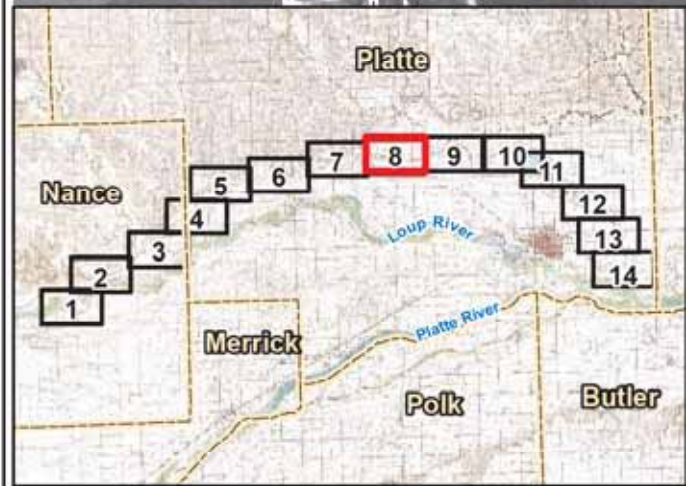 Platte
Nance
1
2
3
4
5
6
7
8
9
10
11
12
13
14
Loup River
Platte River
Merrick
Polk
Butler